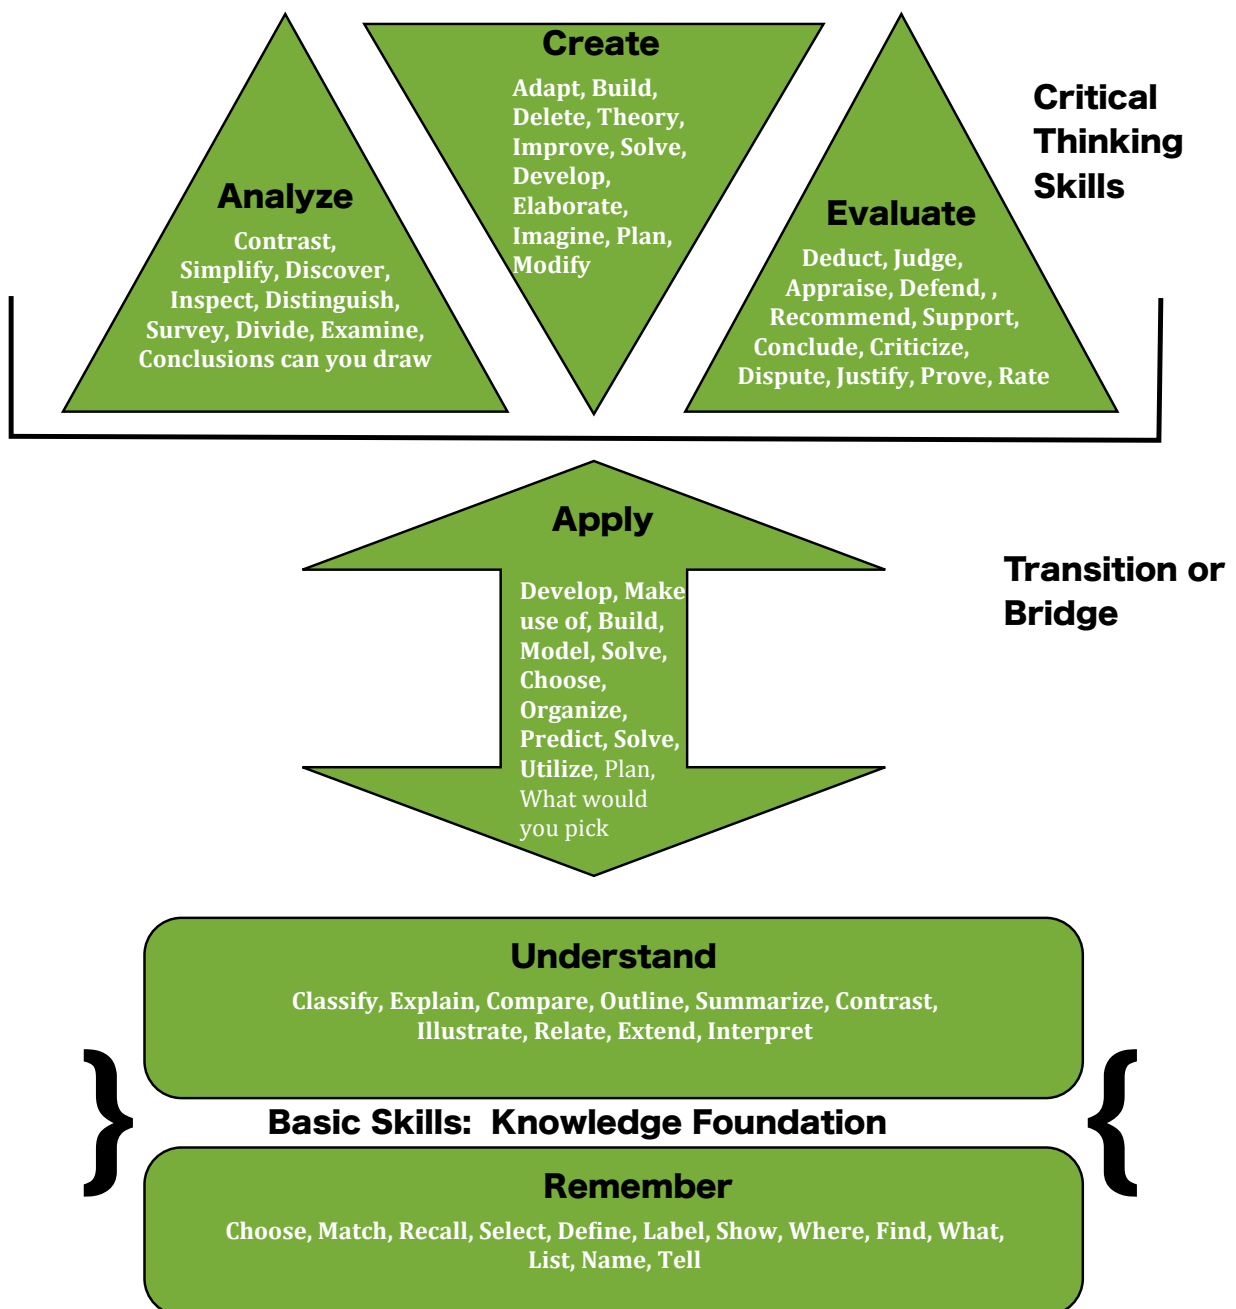 Create
Adapt, Build,
Delete, Theory,
Improve, Solve,
Develop,
Elaborate,
Imagine, Plan,
Modify
Critical
Thinking
Skills
Analyze
Contrast,
Simplify, Discover,
Inspect, Distinguish,
Survey, Divide, Examine,
Conclusions can you draw
Evaluate
Deduct, Judge,
Appraise, Defend, ,
Recommend, Support,
Conclude, Criticize,
Dispute, Justify, Prove, Rate
Apply
Develop, Make
use of, Build,
Model, Solve,
Choose,
Organize,
Predict, Solve,
Utilize, Plan,
What would
you pick
Transition or
Bridge
Understand
Classify, Explain, Compare, Outline, Summarize, Contrast,
Illustrate, Relate, Extend, Interpret
} Basic Skills:  Knowledge Foundation {
Remember
Choose, Match, Recall, Select, Define, Label, Show, Where, Find, What,
List, Name, Tell